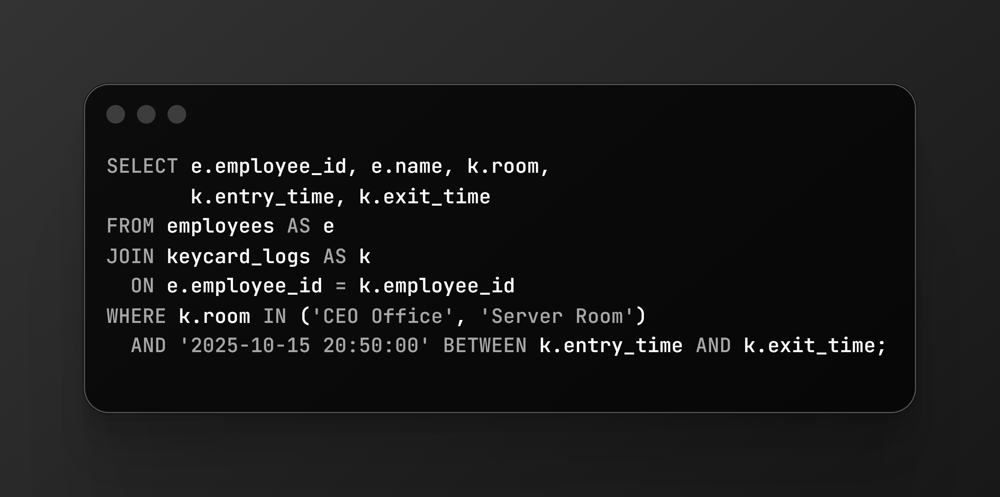 SELECT e.employee_id, e.name, k.room,
       k.entry_time, k.exit_time
FROM employees AS e
JOIN keycard_logs AS k
  ON e.employee_id = k.employee_id
WHERE k.room IN ('CEO Office', 'Server Room')
  AND '2025-10-15 20:50:00' BETWEEN k.entry_time AND k.exit_time;